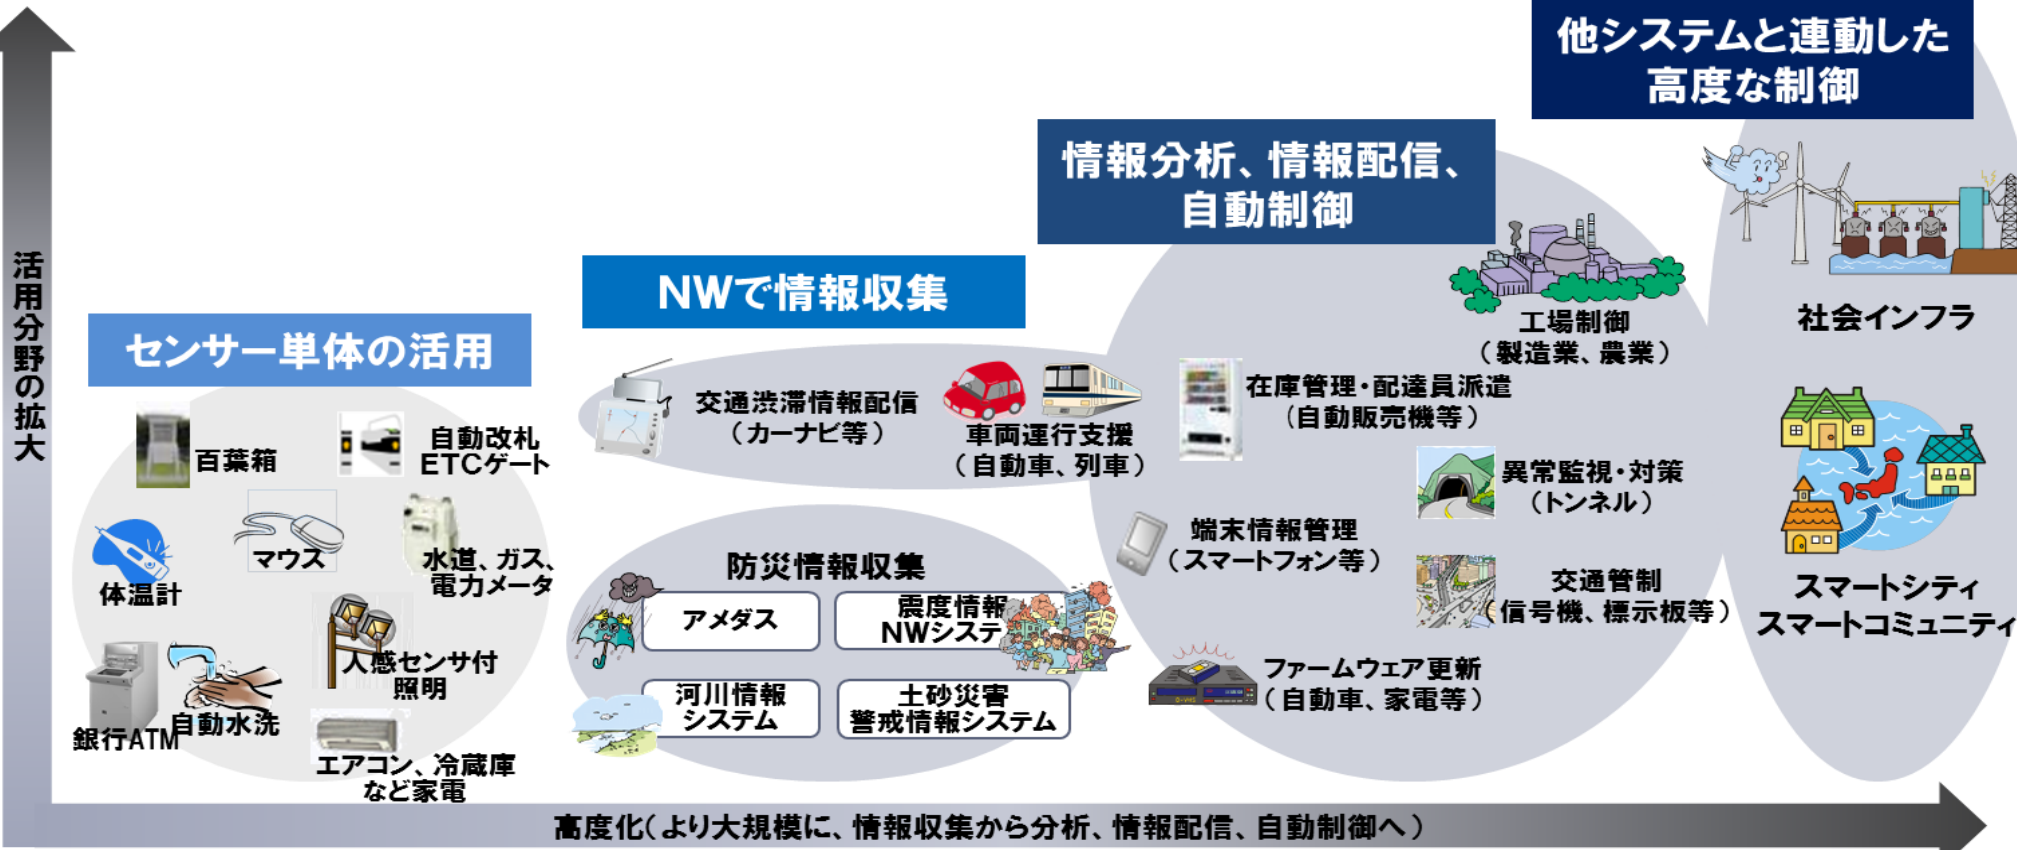 他システムと連動した
高度な制御
情報分析、情報配信、
自動制御
NWで情報収集
センサー単体の活用
活用分野の拡大
百葉箱
自動改札
ETCゲート
マウス
体温計
水道、ガス、
電力メータ
人感センサ付
照明
銀行ATM
自動水洗
エアコン、冷蔵庫
など家電
交通渋滞情報配信
（カーナビ等）
車両運行支援
（自動車、列車）
防災情報収集
アメダス
震度情報
NWシステ
河川情報
システム
土砂災害
警戒情報システム
工場制御
（製造業、農業）
在庫管理・配達員派遣
（自動販売機等）
異常監視・対策
（トンネル）
端末情報管理
（スマートフォン等）
交通管制
（信号機、標示板等）
ファームウェア更新
（自動車、家電等）
社会インフラ
スマートシティ
スマートコミュニティ
高度化（より大規模に、情報収集から分析、情報配信、自動制御へ）